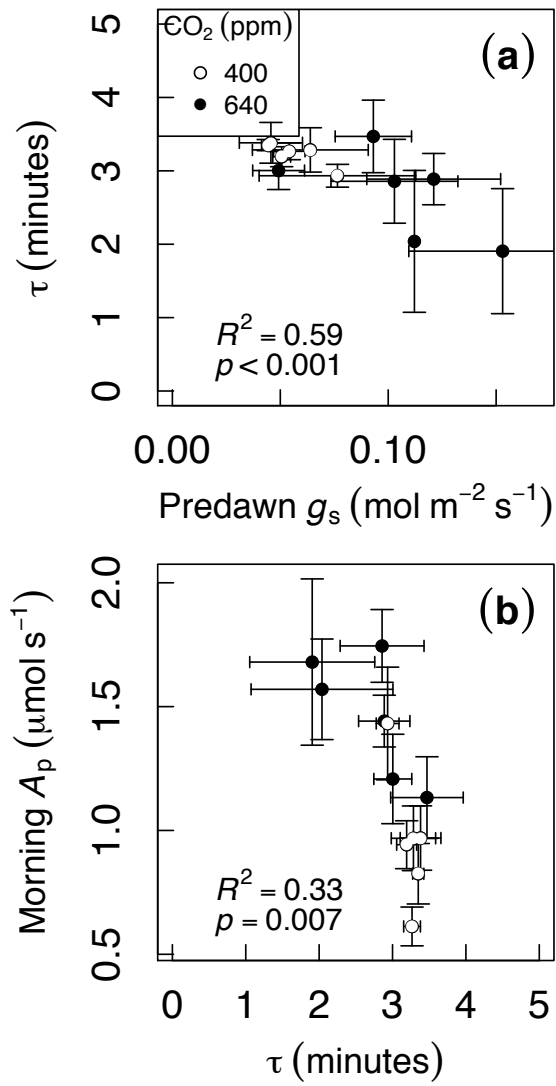 CO₂ (ppm)
400
640
(a)
5
4
3
2
1
0
τ (minutes)
R² = 0.59
p < 0.001
0.00
0.10
Predawn gₛ (mol m⁻² s⁻¹)
(b)
2.0
1.5
1.0
0.5
Morning Aₚ (μmol s⁻¹)
R² = 0.33
p = 0.007
0 1 2 3 4 5
τ (minutes)